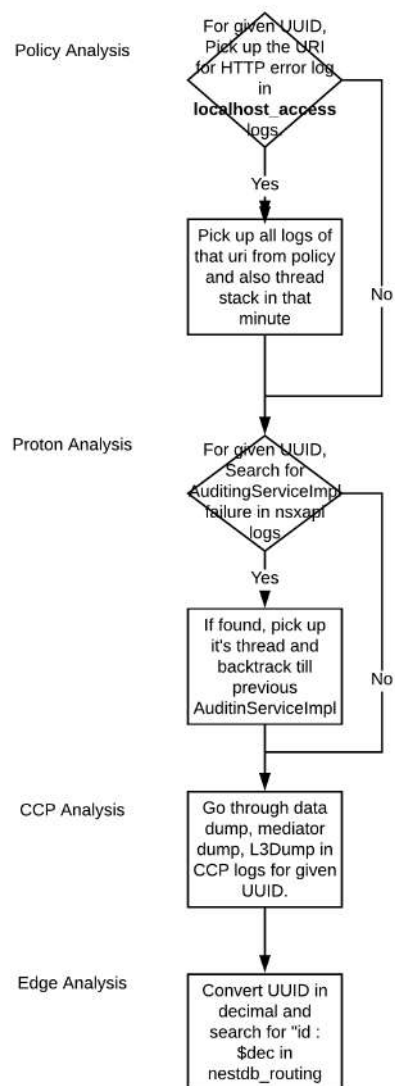 Policy Analysis
For given UUID,
Pick up the URI
for HTTP error log
in
localhost_access
logs.
Yes
No
Pick up all logs of
that uri from policy
and also thread
stack in that
minute
Proton Analysis
For given UUID,
Search for
AuditingServiceImpl
failure in nsxapi
logs
Yes
No
If found, pick up
it's thread and
backtrack till
previous
AuditinServiceImpl
CCP Analysis
Go through data
dump, mediator
dump, L3Dump in
CCP logs for given
UUID.
Edge Analysis
Convert UUID in
decimal and
search for "id :
$dec in
nestdb_routing